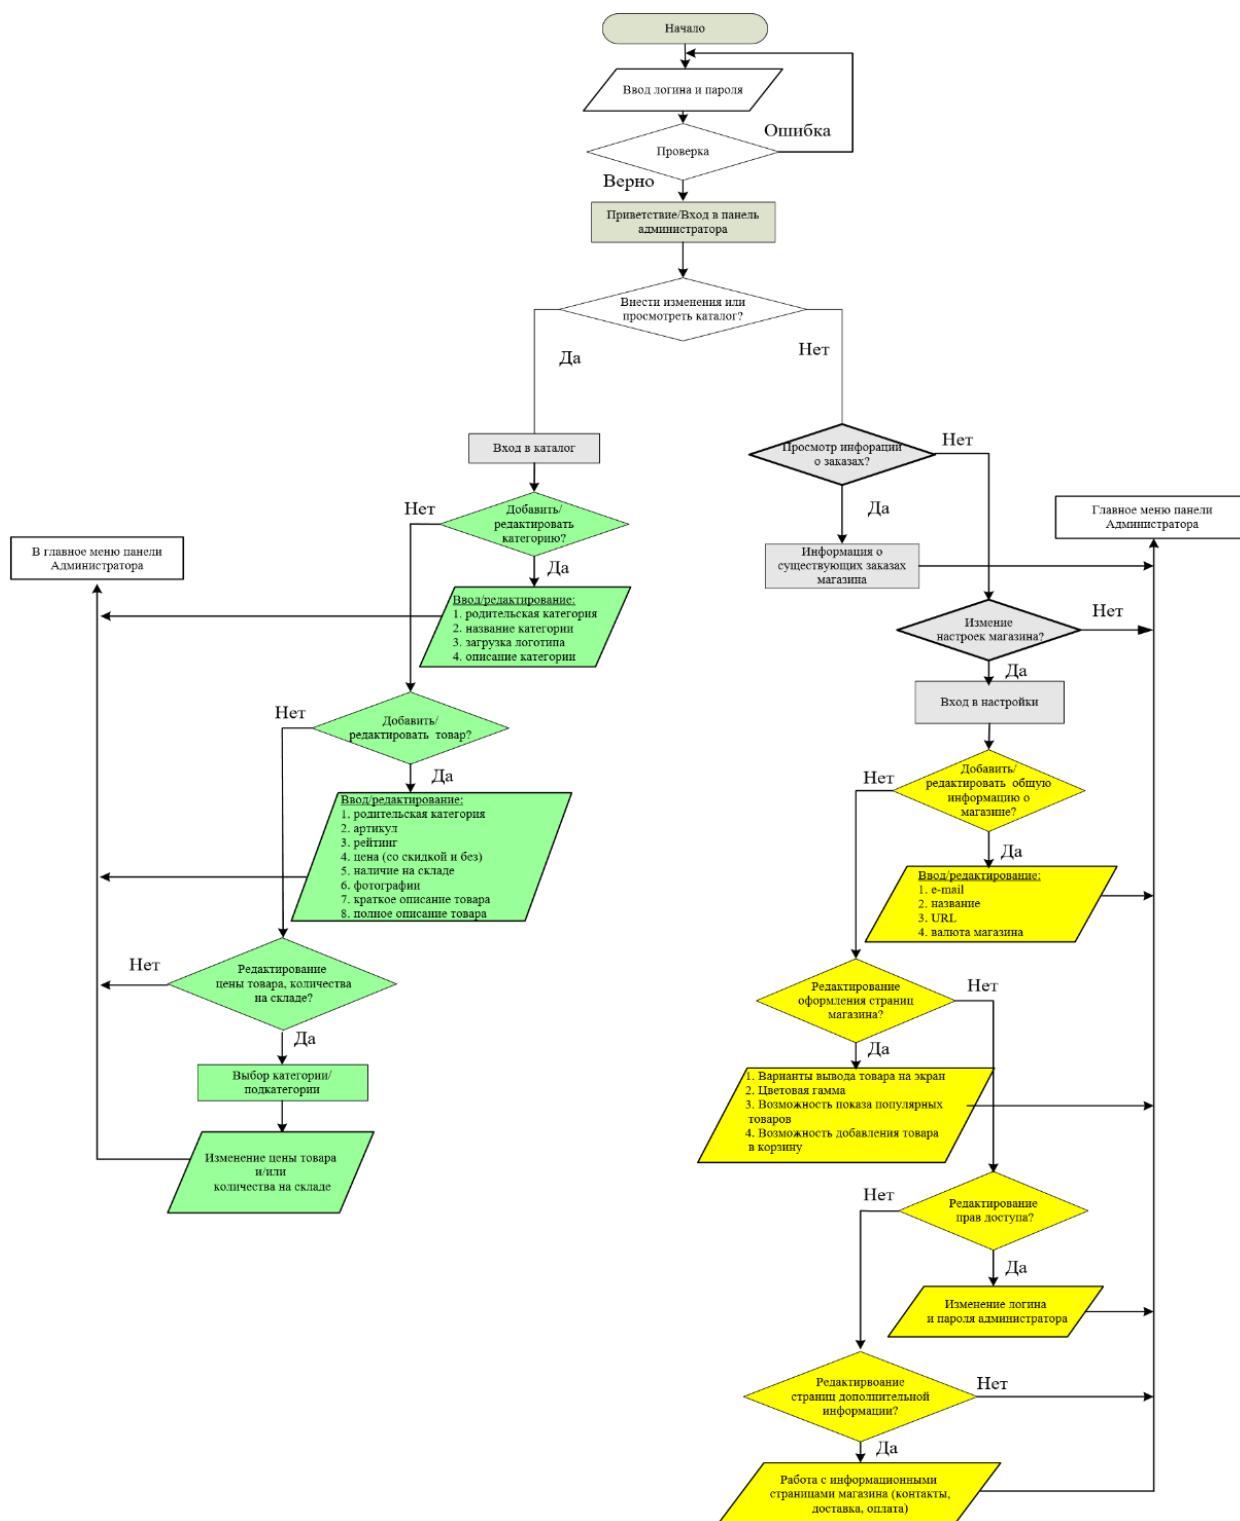 Начало
Ввод логина и пароля
Ошибка
Проверка
Верно
Приветствие/Вход в панель
администратора
Внести изменения или
просмотреть каталог?
Да
Нет
Вход в каталог
Просмотр инфорации
о заказах?
Нет
Нет
Добавить/
редактировать
категорию?
Да
Главное меню панели
Администратора
В главное меню панели
Администратора
Да
Информация о
существующих заказах
магазина
Ввод/редактирование:
1. родительская категория
2. название категории
3. загрузка логотипа
4. описание категории
Измение
настроек магазина?
Нет
Да
Вход в настройки
Нет
Добавить/
редактировать товар?
Да
Нет
Добавить/
редактировать общую
информацию о
магазине?
Да
Ввод/редактирование:
1. родительская категория
2. артикул
3. рейтинг
4. цена (со скидкой и без)
5. наличие на складе
6. фотографии
7. краткое описание товара
8. полное описание товара
Ввод/редактирование:
1. e-mail
2. название
3. URL
4. валюта магазина
Нет
Редактирование
цены товара, количества
на складе?
Да
Редактирование
оформления страниц
магазина?
Нет
Да
Выбор категории/
подкатегории
1. Варианты вывода товара на экран
2. Цветовая гамма
3. Возможность показа популярных
товаров
4. Возможность добавления товара
в корзину
Изменение цены товара
и/или
количества на складе
Нет
Редактирование
прав доступа?
Да
Изменение логина
и пароля администратора
Редактирвоание
страниц дополнительной
информации?
Нет
Да
Работа с информационными
страницами магазина (контакты,
доставка, оплата)